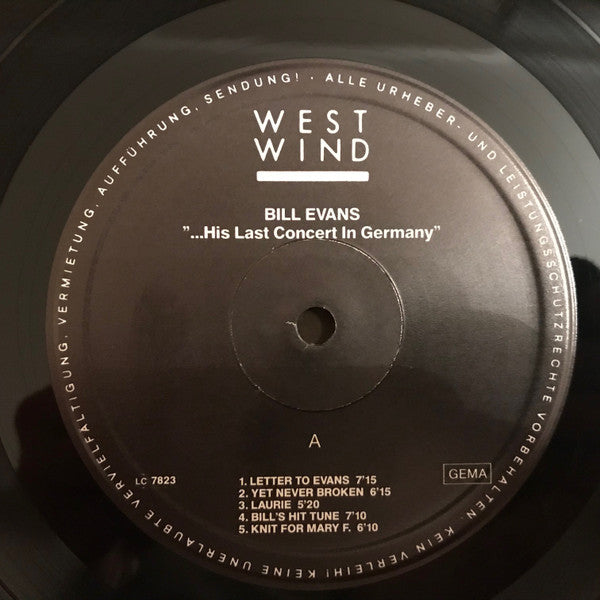 WEST
WIND
BILL EVANS
”...His Last Concert In Germany”
A
LC 7823
GEMA
1. LETTER TO EVANS 7'15
2. YET NEVER BROKEN 6'15
3. LAURIE 5'20
4. BILL'S HIT TUNE 7'10
5. KNIT FOR MARY F. 6'10
ALLE URHEBER- UND LEISTUNGSSCHUTZRECHTE VORBEHALTEN. KEIN VERLEIH! KEINE UNERLAUBTE VERVIELFÄLTIGUNG, VERMIETUNG, AUFFÜHRUNG, SENDUNG! ·